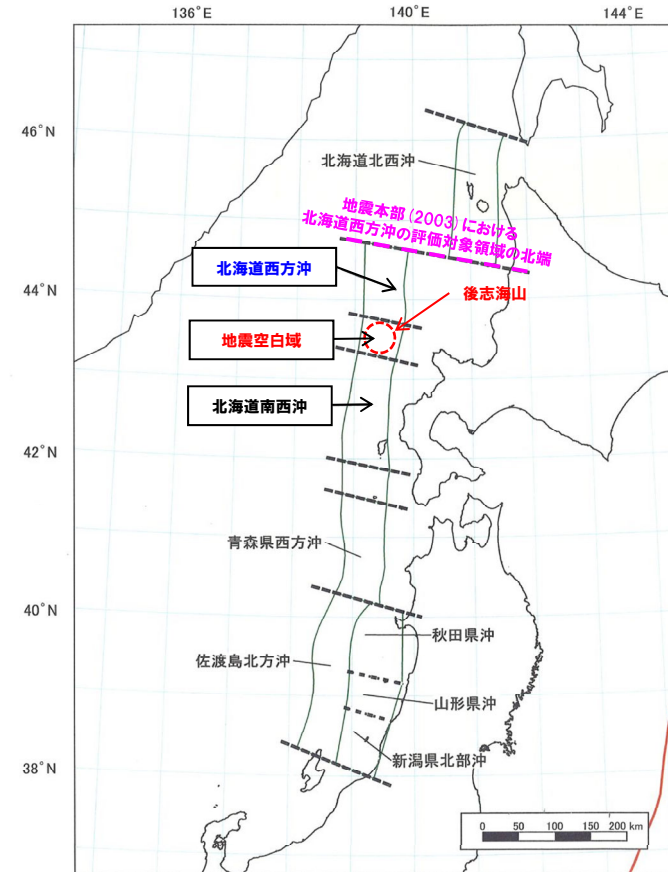 136°E
140°E
144°E
46°N
北海道北西沖
地震本部(2003)における
北海道西方沖の評価対象領域の北端
北海道西方沖
44°N
後志海山
地震空白域
北海道南西沖
42°N
青森県西方沖
40°N
秋田県沖
佐渡島北方沖
山形県沖
新潟県北部沖
38°N
0 50 100 150 200 km